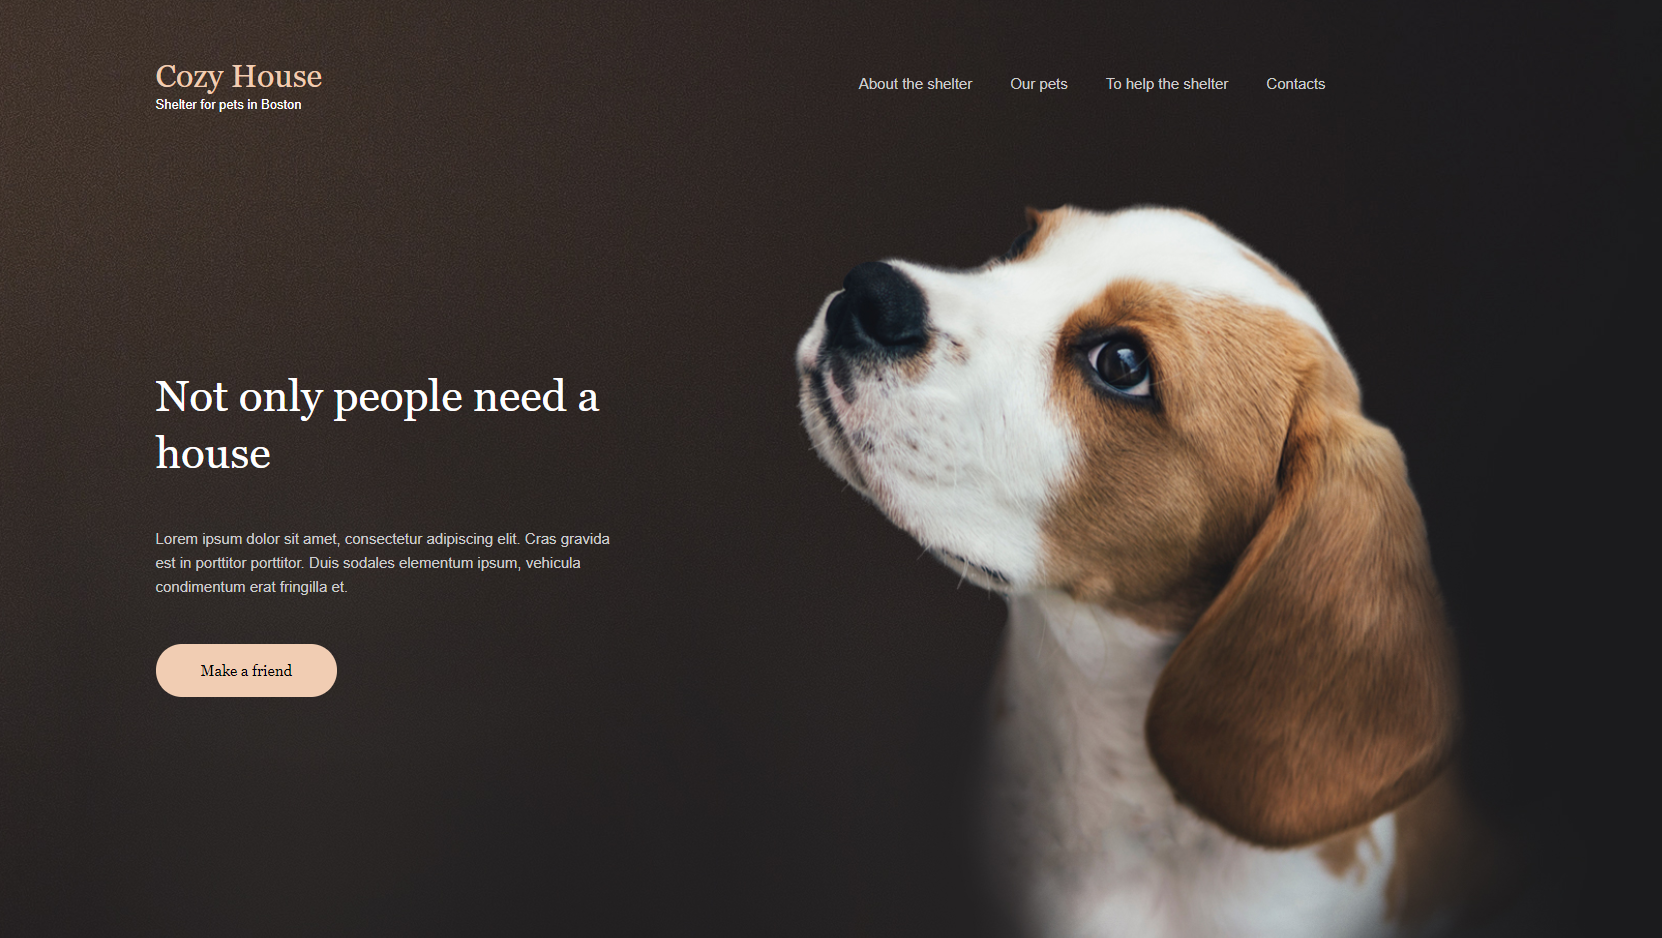 Cozy House
Shelter for pets in Boston
About the shelter
Our pets
To help the shelter
Contacts
Not only people need a
house
Lorem ipsum dolor sit amet, consectetur adipiscing elit. Cras gravida
est in porttitor porttitor. Duis sodales elementum ipsum, vehicula
condimentum erat fringilla et.
Make a friend